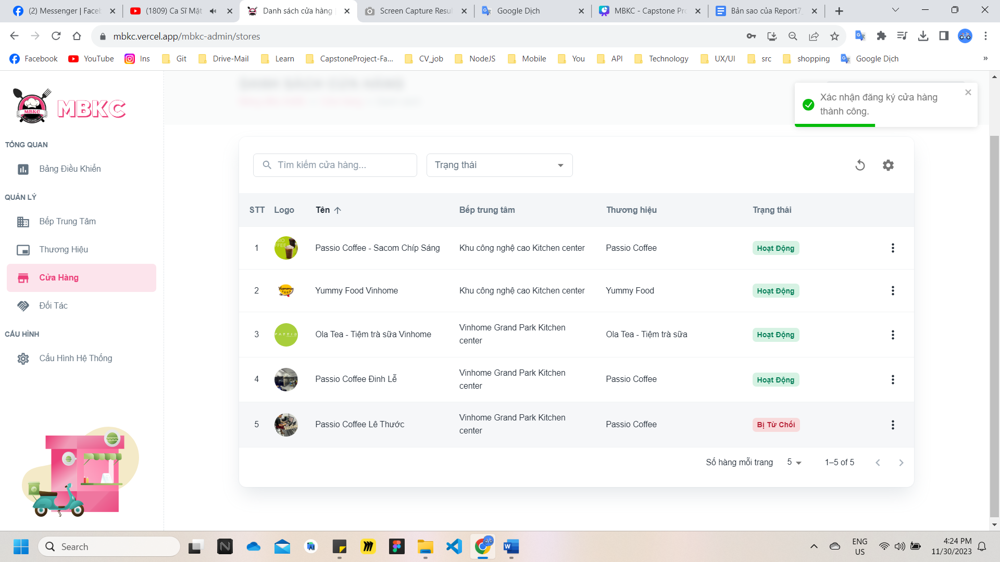 (2) Messenger | Faceb
(1809) Ca Sĩ Mặt
Danh sách cửa hàng
Screen Capture Resul
Google Dịch
MBKC - Capstone Pro
Bản sao của Report7_
mbkc.vercel.app/mbkc-admin/stores
Facebook
YouTube
Ins
Git
Drive-Mail
Learn
CapstoneProject-Fa...
CV_job
NodeJS
Mobile
You
API
Technology
UX/UI
src
shopping
Google Dịch
»
MBKC
MBKC
Xác nhận đăng ký cửa hàng
thành công.
TỔNG QUAN
Bảng Điều Khiển
QUẢN LÝ
Bếp Trung Tâm
Thương Hiệu
Cửa Hàng
Đối Tác
CẤU HÌNH
Cấu Hình Hệ Thống
Tìm kiếm cửa hàng...
Trạng thái
STT Logo Tên Bếp trung tâm Thương hiệu Trạng thái
1 Passio Coffee - Sacom Chíp Sáng Khu công nghệ cao Kitchen center Passio Coffee Hoạt Động
2 Yummy Food Vinhome Khu công nghệ cao Kitchen center Yummy Food Hoạt Động
3 Ola Tea - Tiệm trà sữa Vinhome Vinhome Grand Park Kitchen center Ola Tea - Tiệm trà sữa Hoạt Động
4 Passio Coffee Đinh Lễ Vinhome Grand Park Kitchen center Passio Coffee Hoạt Động
5 Passio Coffee Lê Thước Vinhome Grand Park Kitchen center Passio Coffee Bị Từ Chối
Số hàng mỗi trang 5 1–5 of 5
Search
ENG
US
4:24 PM
11/30/2023